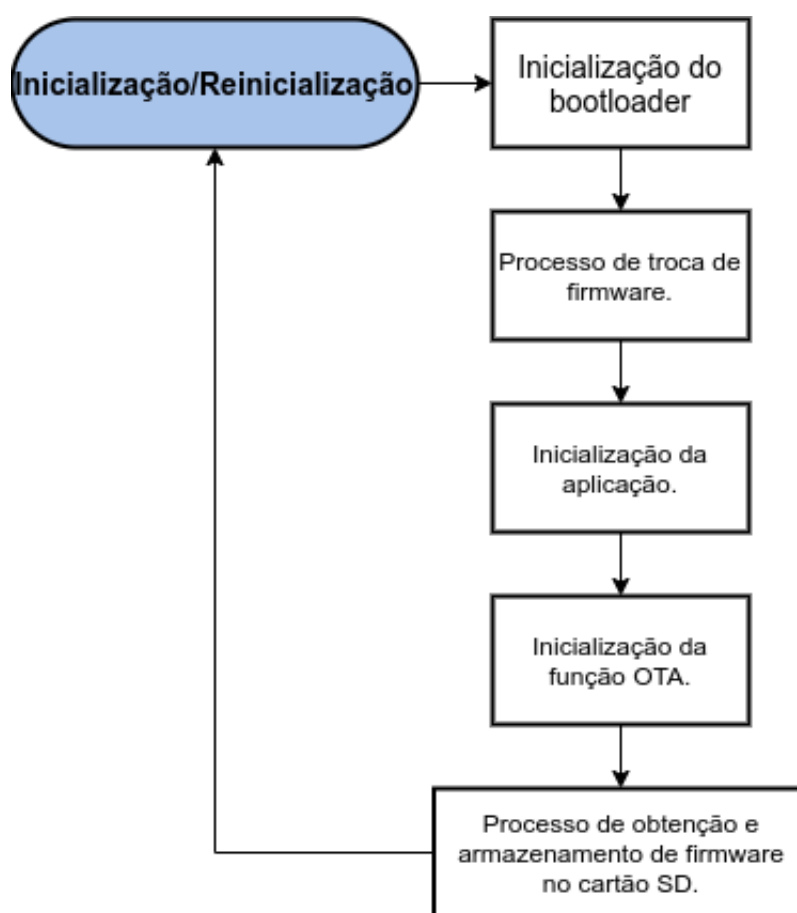 Inicialização/Reinicialização
Inicialização do
bootloader
Processo de troca de
firmware.
Inicialização da
aplicação.
Inicialização da
função OTA.
Processo de obtenção e
armazenamento de firmware
no cartão SD.